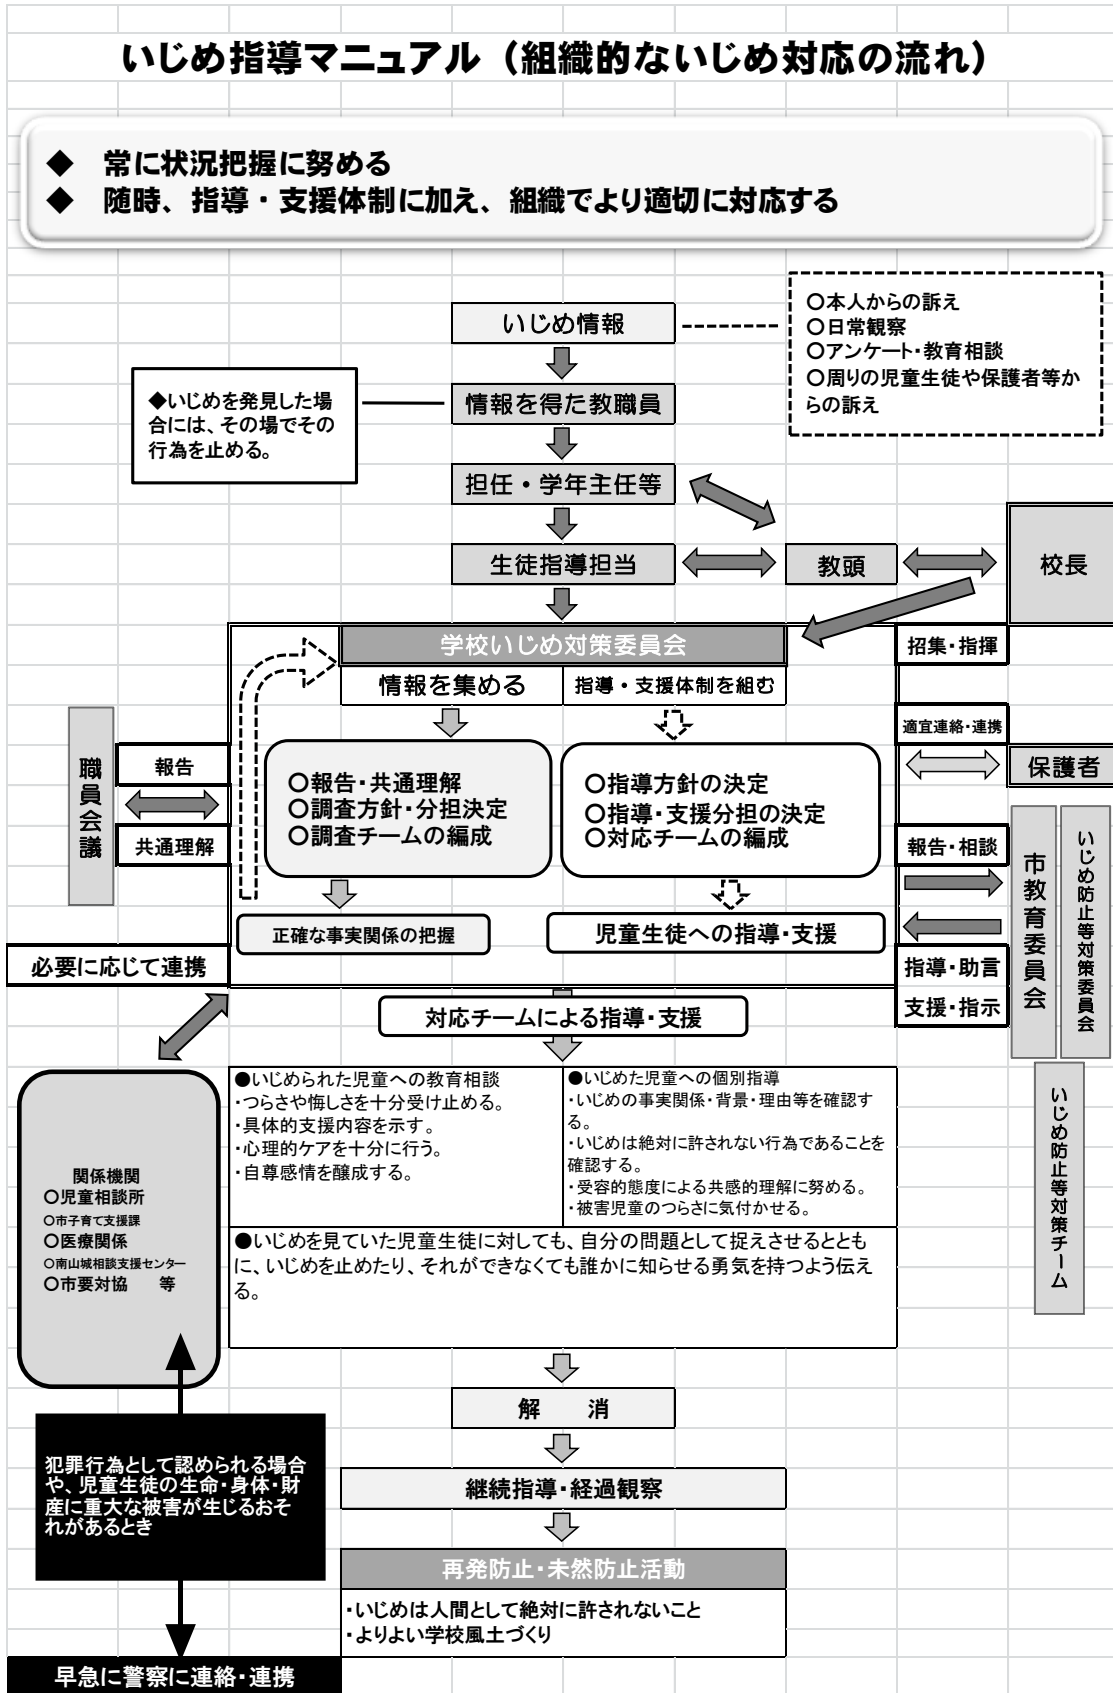 いじめ指導マニュアル（組織的ないじめ対応の流れ）
◆　常に状況把握に努める
◆　随時、指導・支援体制に加え、組織でより適切に対応する
いじめ情報
○本人からの訴え
○日常観察
○アンケート・教育相談
○周りの児童生徒や保護者等か
らの訴え
◆いじめを発見した場
合には、その場でその
行為を止める。
情報を得た教職員
担任・学年主任等
生徒指導担当
教頭
校長
学校いじめ対策委員会
招集・指揮
情報を集める
指導・支援体制を組む
適宜連絡・連携
保護者
職員会議
報告
共通理解
○報告・共通理解
○調査方針・分担決定
○調査チームの編成
○指導方針の決定
○指導・支援分担の決定
○対応チームの編成
報告・相談
市教育委員会
いじめ防止等対策委員会
正確な事実関係の把握
児童生徒への指導・支援
必要に応じて連携
指導・助言
支援・指示
対応チームによる指導・支援
いじめ防止等対策チーム
●いじめられた児童への教育相談
・つらさや悔しさを十分受け止める。
・具体的支援内容を示す。
・心理的ケアを十分に行う。
・自尊感情を醸成する。
●いじめた児童への個別指導
・いじめの事実関係・背景・理由等を確認す
る。
・いじめは絶対に許されない行為であることを
確認する。
・受容的態度による共感的理解に努める。
・被害児童のつらさに気付かせる。
関係機関
○児童相談所
○市子育て支援課
○医療関係
○南山城相談支援センター
○市要対協　　等
●いじめを見ていた児童生徒に対しても、自分の問題として捉えさせるととも
に、いじめを止めたり、それができなくても誰かに知らせる勇気を持つよう伝え
る。
解　　消
犯罪行為として認められる場合
や、児童生徒の生命・身体・財
産に重大な被害が生じるおそ
れがあるとき
継続指導・経過観察
再発防止・未然防止活動
・いじめは人間として絶対に許されないこと
・よりよい学校風土づくり
早急に警察に連絡・連携